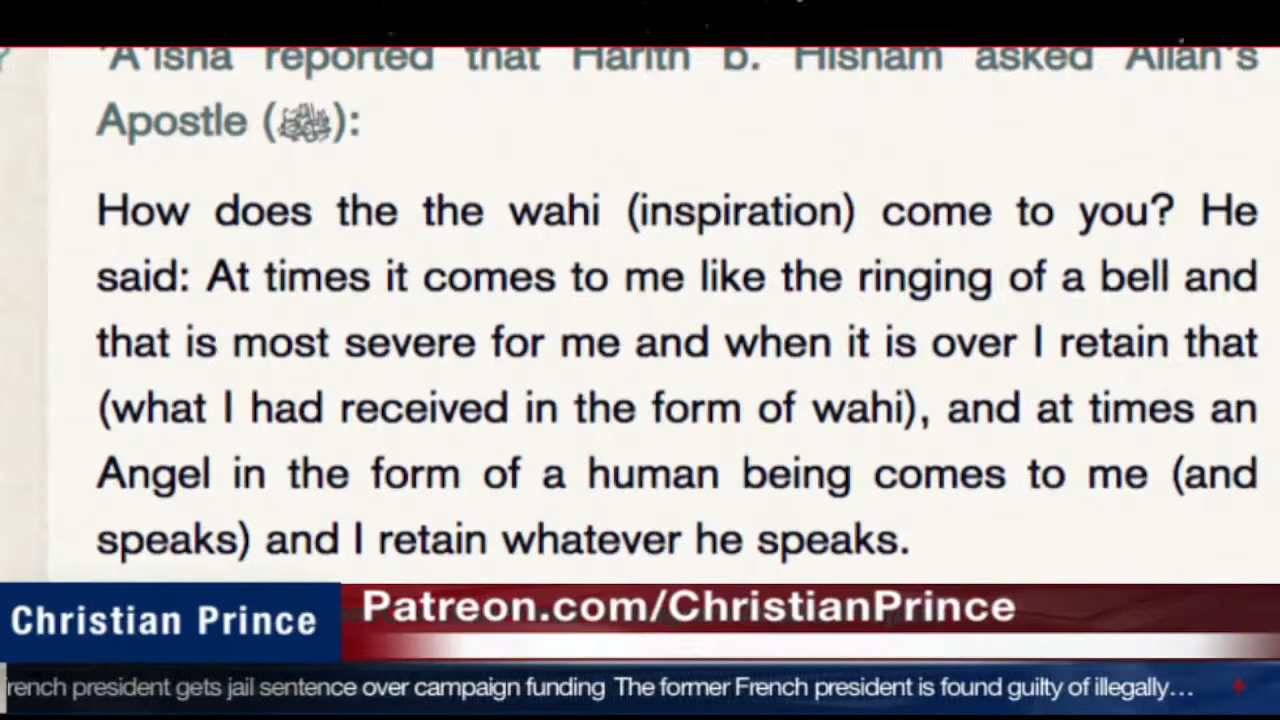 'A'isha reported that Harith b. Hisham asked Allah's
Apostle (ﷺ):
How does the the wahi (inspiration) come to you? He
said: At times it comes to me like the ringing of a bell and
that is most severe for me and when it is over I retain that
(what I had received in the form of wahi), and at times an
Angel in the form of a human being comes to me (and
speaks) and I retain whatever he speaks.
Christian Prince
Patreon.com/ChristianPrince
rench president gets jail sentence over campaign funding The former French president is found guilty of illegally…